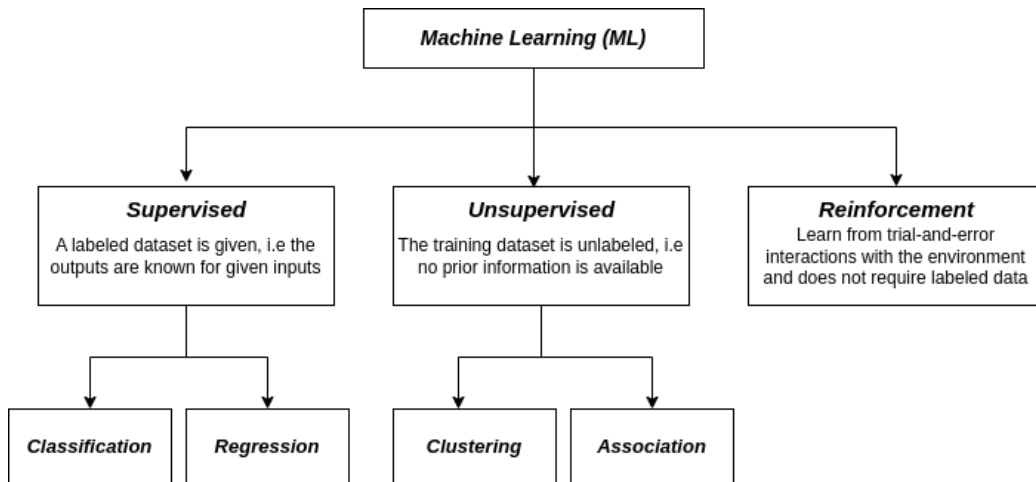 Machine Learning (ML)
Supervised
A labeled dataset is given, i.e the
outputs are known for given inputs
Unsupervised
The training dataset is unlabeled, i.e
no prior information is available
Reinforcement
Learn from trial-and-error
interactions with the environment
and does not require labeled data
Classification
Regression
Clustering
Association